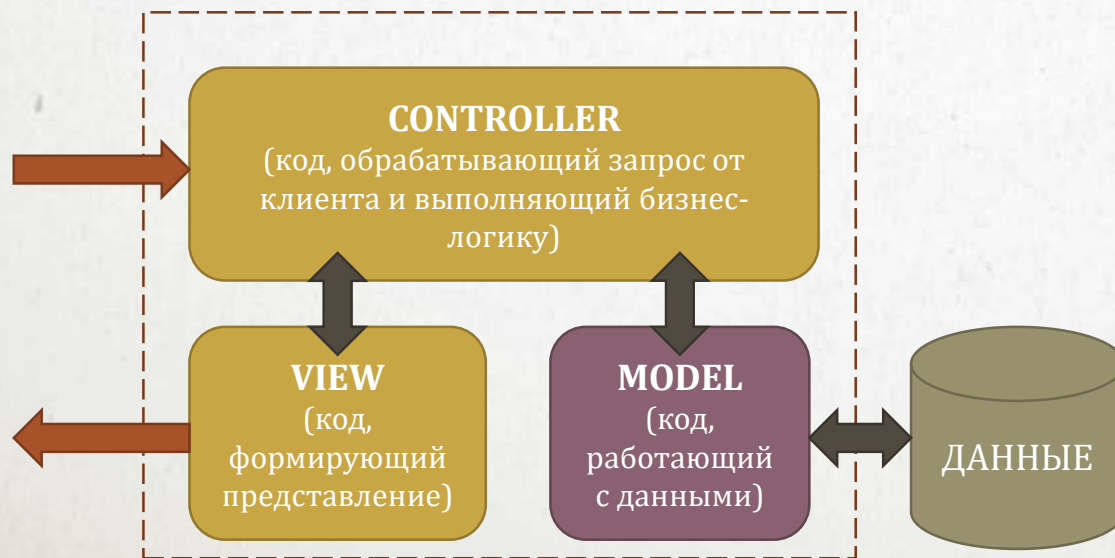 CONTROLLER
(код, обрабатывающий запрос от
клиента и выполняющий бизнес-
логику)
VIEW
(код,
формирующий
представление)
MODEL
(код,
работающий
с данными)
ДАННЫЕ